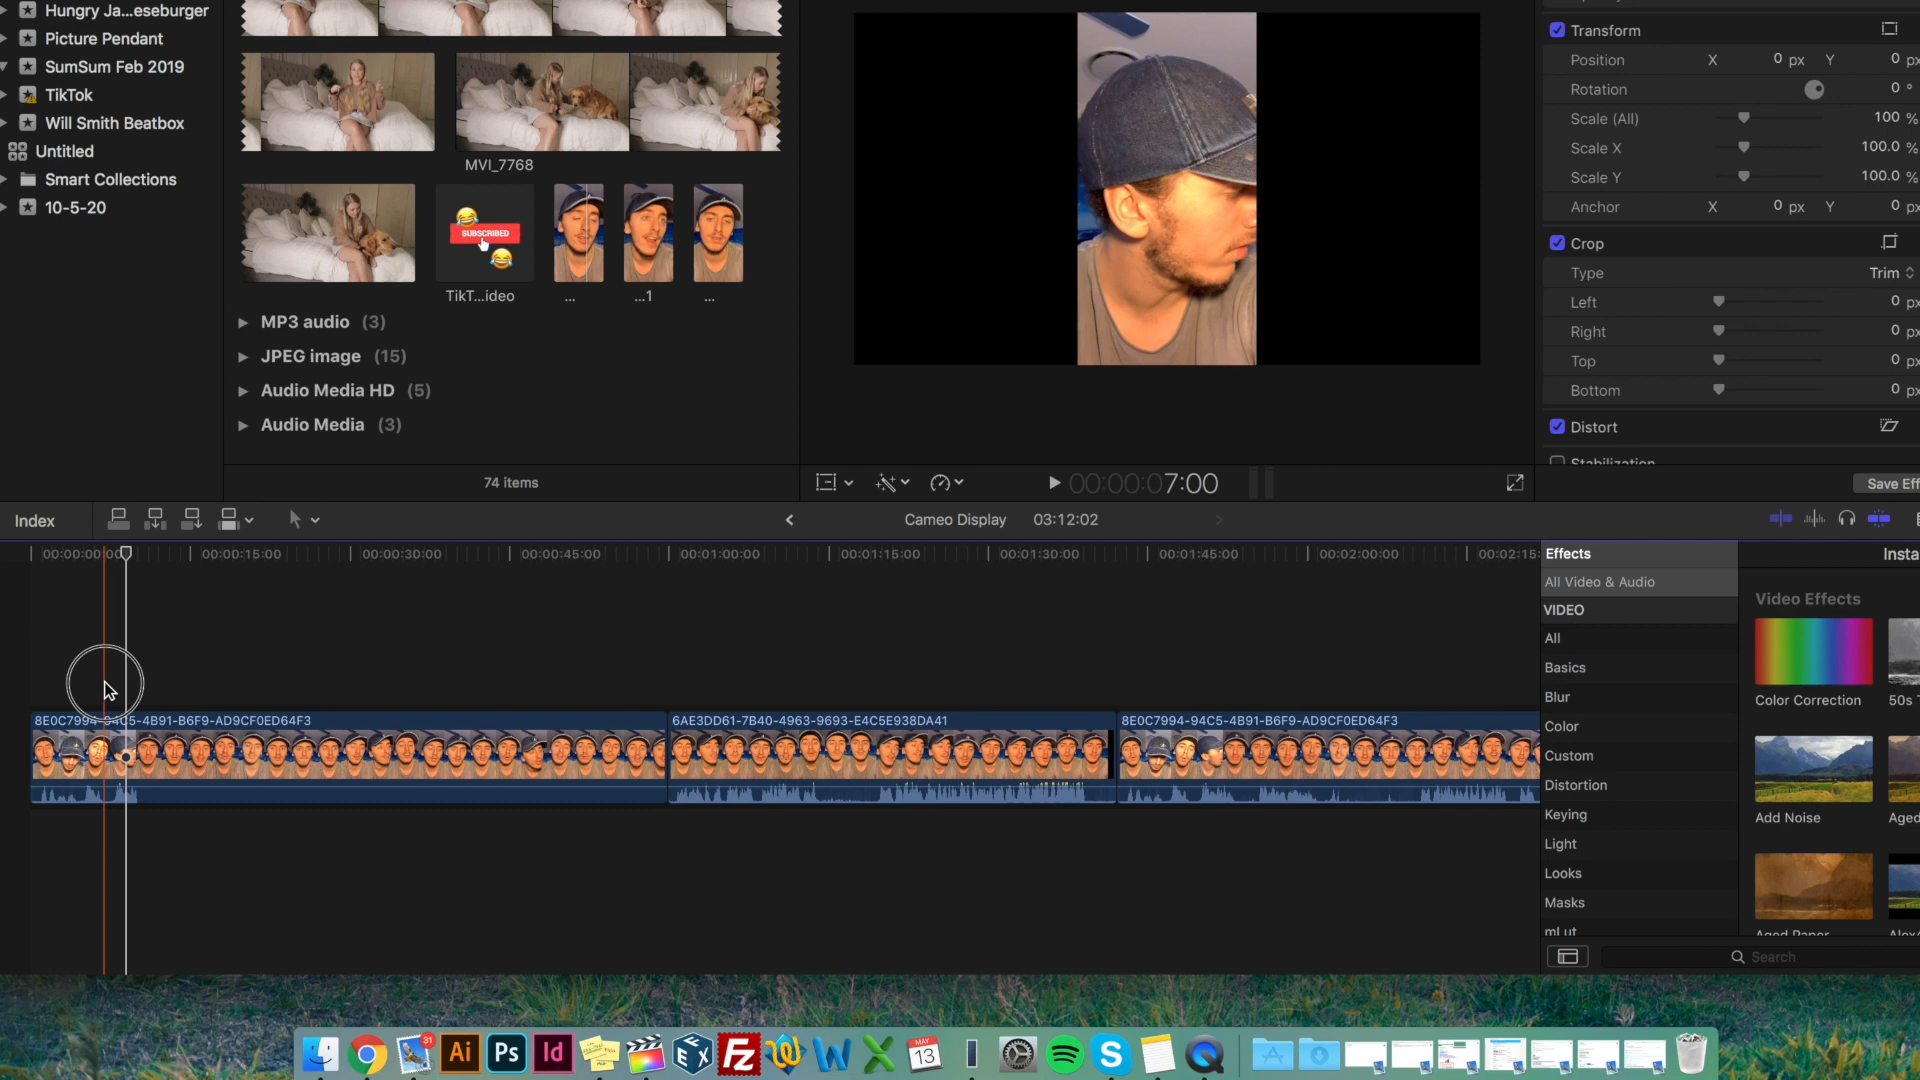 Hungry Ja...eseburger
Picture Pendant
SumSum Feb 2019
TikTok
Will Smith Beatbox
Untitled
Smart Collections
10-5-20
MVI_7768
SUBSCRIBED
TikT...ideo
...
...1
...
MP3 audio (3)
JPEG image (15)
Audio Media HD (5)
Audio Media (3)
74 items
00:00:07:00
Transform
Position X 0 px Y 0 px
Rotation 0 °
Scale (All) 100 %
Scale X 100.0 %
Scale Y 100.0 %
Anchor X 0 px Y 0 px
Crop
Type Trim
Left 0 px
Right 0 px
Top 0 px
Bottom 0 px
Distort
Stabilization
Save Eff
Index
Cameo Display 03:12:02
00:00:00:00 00:00:15:00 00:00:30:00 00:00:45:00 00:01:00:00 00:01:15:00 00:01:30:00 00:01:45:00 00:02:00:00 00:02:15:
8E0C7994-94C5-4B91-B6F9-AD9CF0ED64F3
6AE3DD61-7B40-4963-9693-E4C5E938DA41
8E0C7994-94C5-4B91-B6F9-AD9CF0ED64F3
Effects
Insta
All Video & Audio
VIDEO
All
Basics
Blur
Color
Custom
Distortion
Keying
Light
Looks
Masks
mLut
Video Effects
Color Correction
50s T
Add Noise
Aged
Aged Paper
Search
31
Ai
Ps
Id
EX
FZ
W
X
MAY
13
S